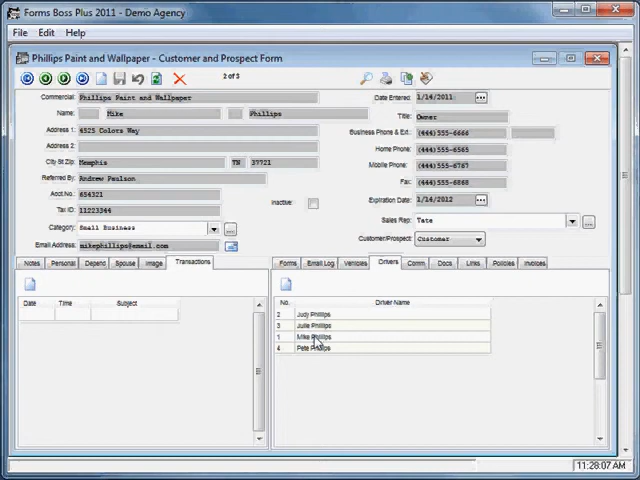 Forms Boss Plus 2011 - Demo Agency
File Edit Help
Phillips Paint and Wallpaper - Customer and Prospect Form
2 of 3
Commercial: Phillips Paint and Wallpaper
Date Entered: 1/14/2011 ...
Name: Mike Phillips
Title: Owner
Address 1: 4525 Colors Way
Business Phone & Ext.: (444)555-6666
Address 2:
Home Phone: (444)555-6565
City St Zip: Memphis TN 37721
Mobile Phone: (444)555-6767
Referred By: Andrew Paulson
Fax: (444)555-6868
Acct.No.: 654321
Inactive:
Expiration Date: 1/14/2012 ...
Tax ID: 11223344
Sales Rep: Tate ...
Category: Small Business ...
Customer/Prospect: Customer
Email Address: mikephillips@email.com
Notes Personal Depend Spouse Image Transactions
Forms Email Log Vehicles Drivers Comm Docs Links Policies Invoices
Date Time Subject
No. Driver Name
2 Judy Phillips
3 Julie Phillips
1 Mike Phillips
4 Pete Phillips
11:28:07 AM